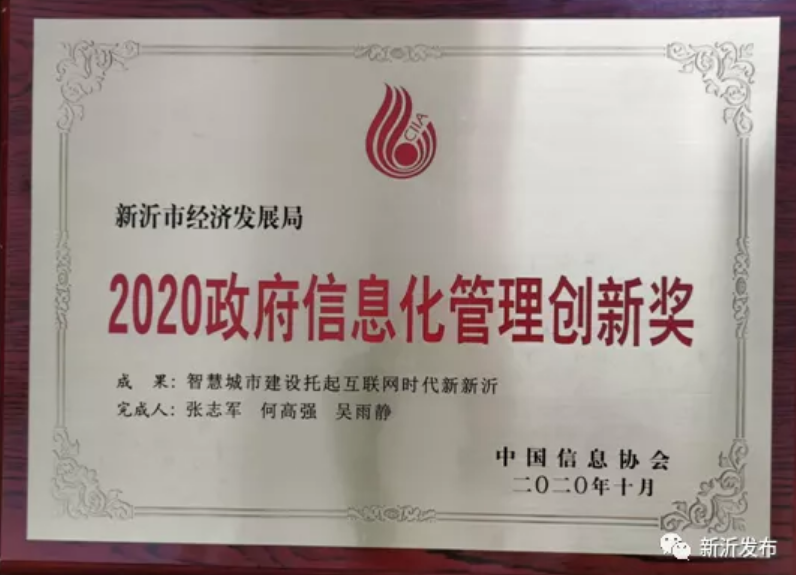 CIIA
新沂市经济发展局
2020政府信息化管理创新奖
成 果：智慧城市建设托起互联网时代新新沂
完成人：张志军 何高强 吴雨静
中国信息协会
二〇二〇年十月
新沂发布